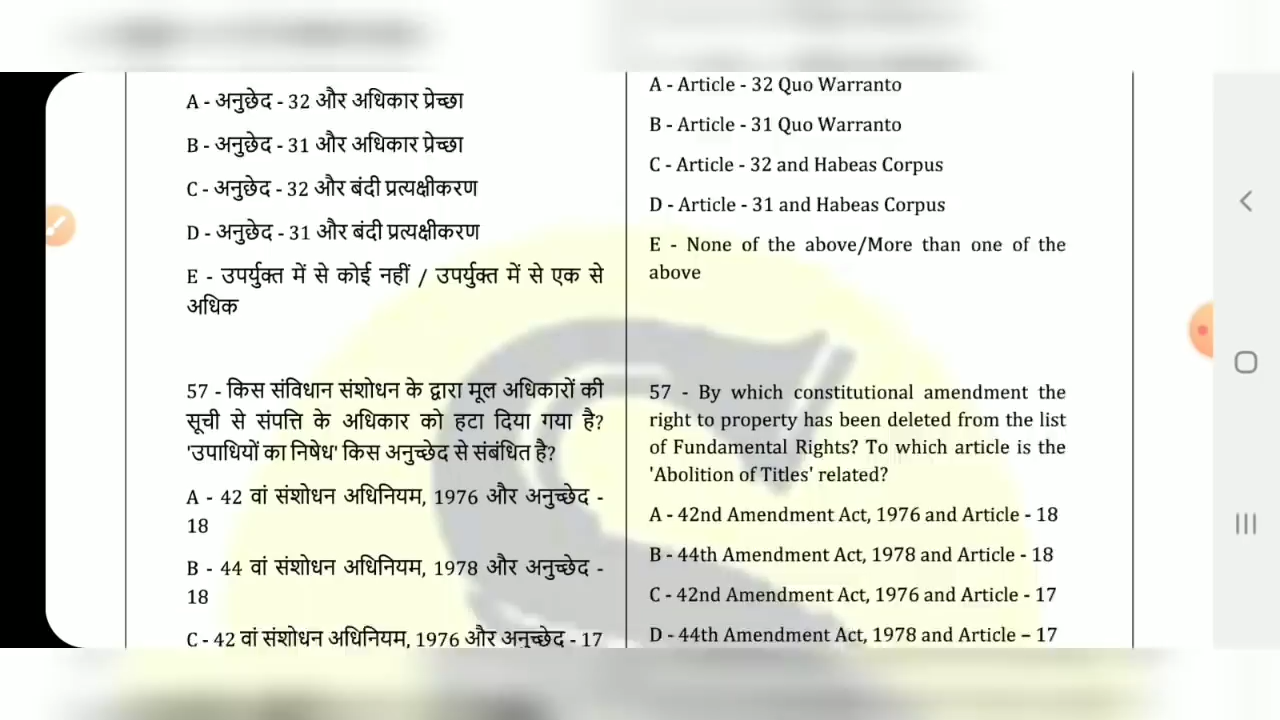 A - अनुछेद - 32 और अधिकार प्रेच्छा
B - अनुछेद - 31 और अधिकार प्रेच्छा
C - अनुछेद - 32 और बंदी प्रत्यक्षीकरण
D - अनुछेद - 31 और बंदी प्रत्यक्षीकरण
E - उपर्युक्त में से कोई नहीं / उपर्युक्त में से एक से
अधिक
57 - किस संविधान संशोधन के द्वारा मूल अधिकारों की
सूची से संपत्ति के अधिकार को हटा दिया गया है?
'उपाधियों का निषेध' किस अनुच्छेद से संबंधित है?
A - 42 वां संशोधन अधिनियम, 1976 और अनुच्छेद -
18
B - 44 वां संशोधन अधिनियम, 1978 और अनुच्छेद -
18
C - 42 वां संशोधन अधिनियम, 1976 और अनुच्छेद - 17
A - Article - 32 Quo Warranto
B - Article - 31 Quo Warranto
C - Article - 32 and Habeas Corpus
D - Article - 31 and Habeas Corpus
E - None of the above/More than one of the
above
57 - By which constitutional amendment the
right to property has been deleted from the list
of Fundamental Rights? To which article is the
'Abolition of Titles' related?
A - 42nd Amendment Act, 1976 and Article - 18
B - 44th Amendment Act, 1978 and Article - 18
C - 42nd Amendment Act, 1976 and Article - 17
D - 44th Amendment Act, 1978 and Article – 17